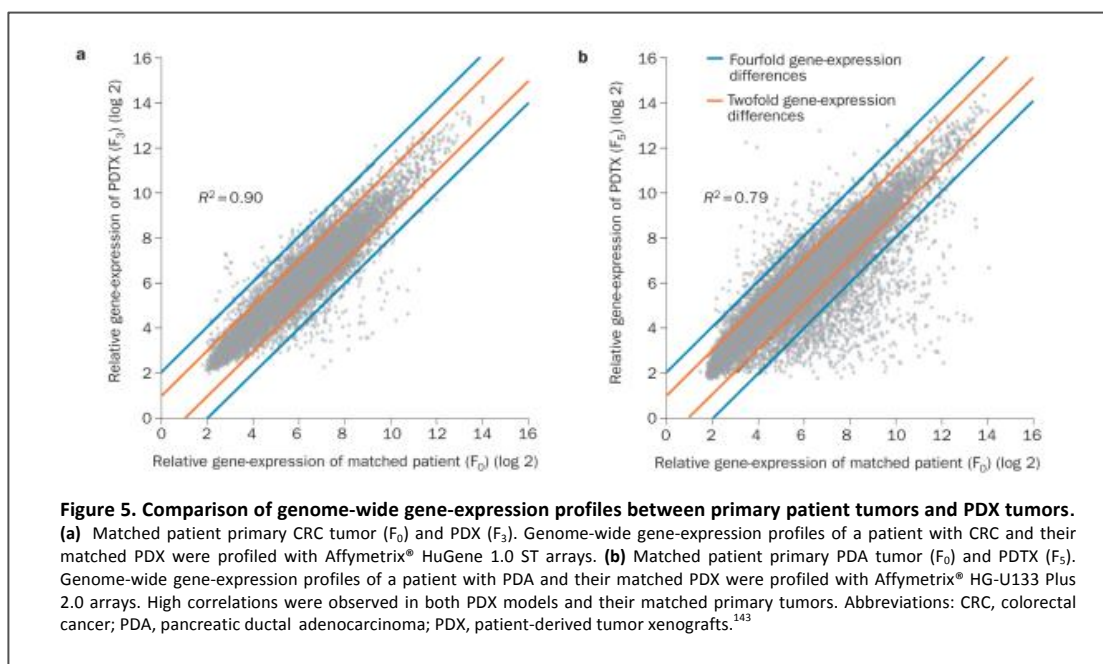 a
16
14
12
10
8
6
4
2
0
Relative gene-expression of PDTX (F₃) (log 2)
R² = 0.90
0 2 4 6 8 10 12 14 16
Relative gene-expression of matched patient (F₀) (log 2)
b
16
14
12
10
8
6
4
2
0
Relative gene-expression of PDTX (F₅) (log 2)
Fourfold gene-expression
differences
Twofold gene-expression
differences
R² = 0.79
0 2 4 6 8 10 12 14 16
Relative gene-expression of matched patient (F₀) (log 2)
Figure 5. Comparison of genome-wide gene-expression profiles between primary patient tumors and PDX tumors.
(a) Matched patient primary CRC tumor (F₀) and PDX (F₃). Genome-wide gene-expression profiles of a patient with CRC and their
matched PDX were profiled with Affymetrix® HuGene 1.0 ST arrays. (b) Matched patient primary PDA tumor (F₀) and PDTX (F₅).
Genome-wide gene-expression profiles of a patient with PDA and their matched PDX were profiled with Affymetrix® HG-U133 Plus
2.0 arrays. High correlations were observed in both PDX models and their matched primary tumors. Abbreviations: CRC, colorectal
cancer; PDA, pancreatic ductal adenocarcinoma; PDX, patient-derived tumor xenografts.¹⁴³